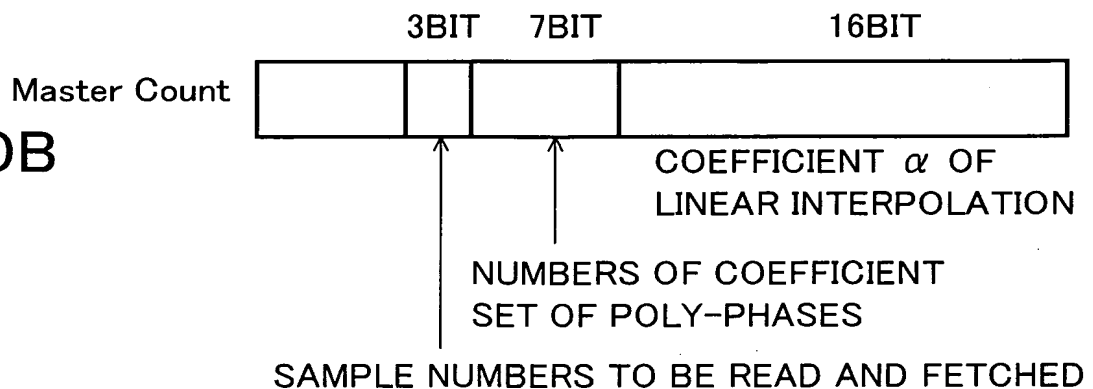 3BIT 7BIT 16BIT
Master Count
0B
COEFFICIENT α OF
LINEAR INTERPOLATION
NUMBERS OF COEFFICIENT
SET OF POLY-PHASES
SAMPLE NUMBERS TO BE READ AND FETCHED